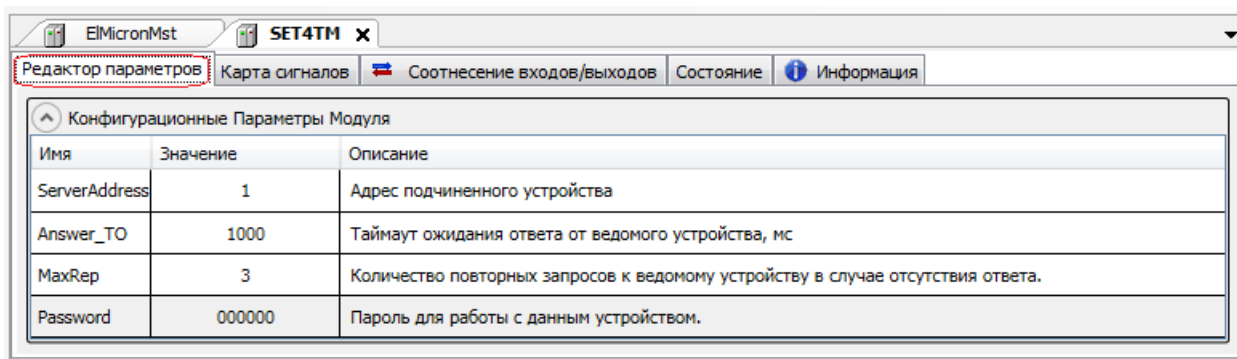 ElMicronMst SET4TM
Редактор параметров Карта сигналов Соотнесение входов/выходов Состояние Информация
Конфигурационные Параметры Модуля
Имя Значение Описание
ServerAddress 1 Адрес подчиненного устройства
Answer_TO 1000 Таймаут ожидания ответа от ведомого устройства, мс
MaxRep 3 Количество повторных запросов к ведомому устройству в случае отсутствия ответа.
Password 000000 Пароль для работы с данным устройством.